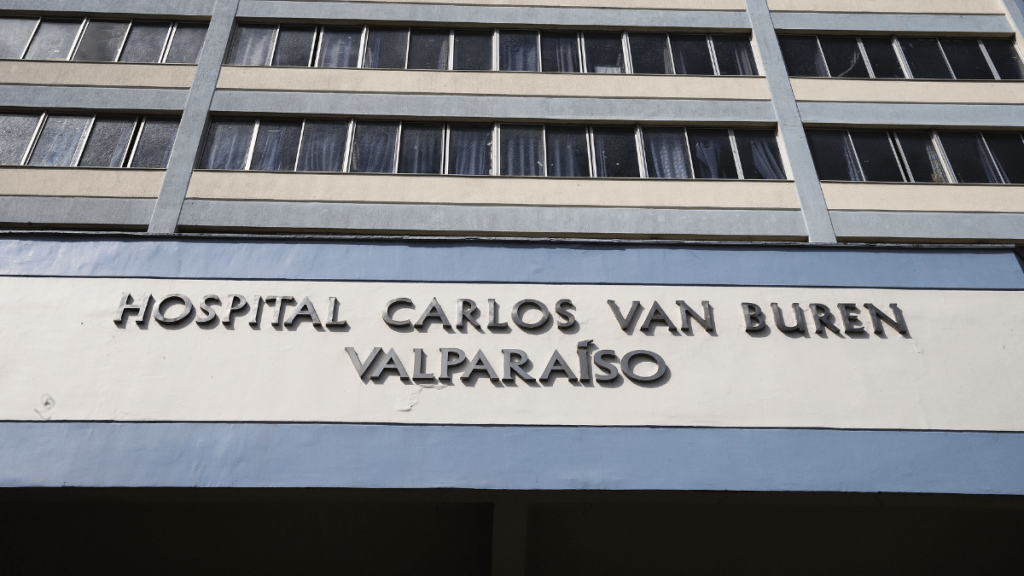 HOSPITAL CARLOS VAN BUREN
VALPARAÍSO